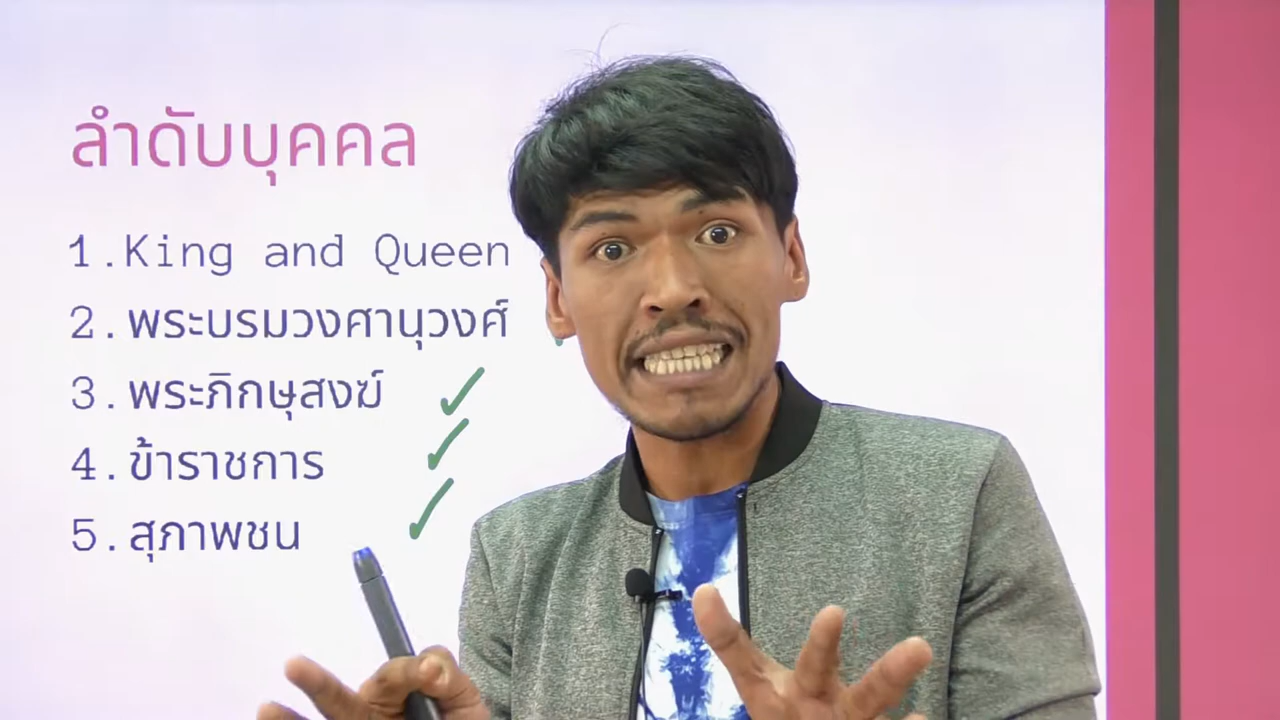 ลำดับบุคคล
1.King and Queen
2.พระบรมวงศานุวงศ์
3.พระภิกษุสงฆ์
4.ข้าราชการ
5.สุภาพชน